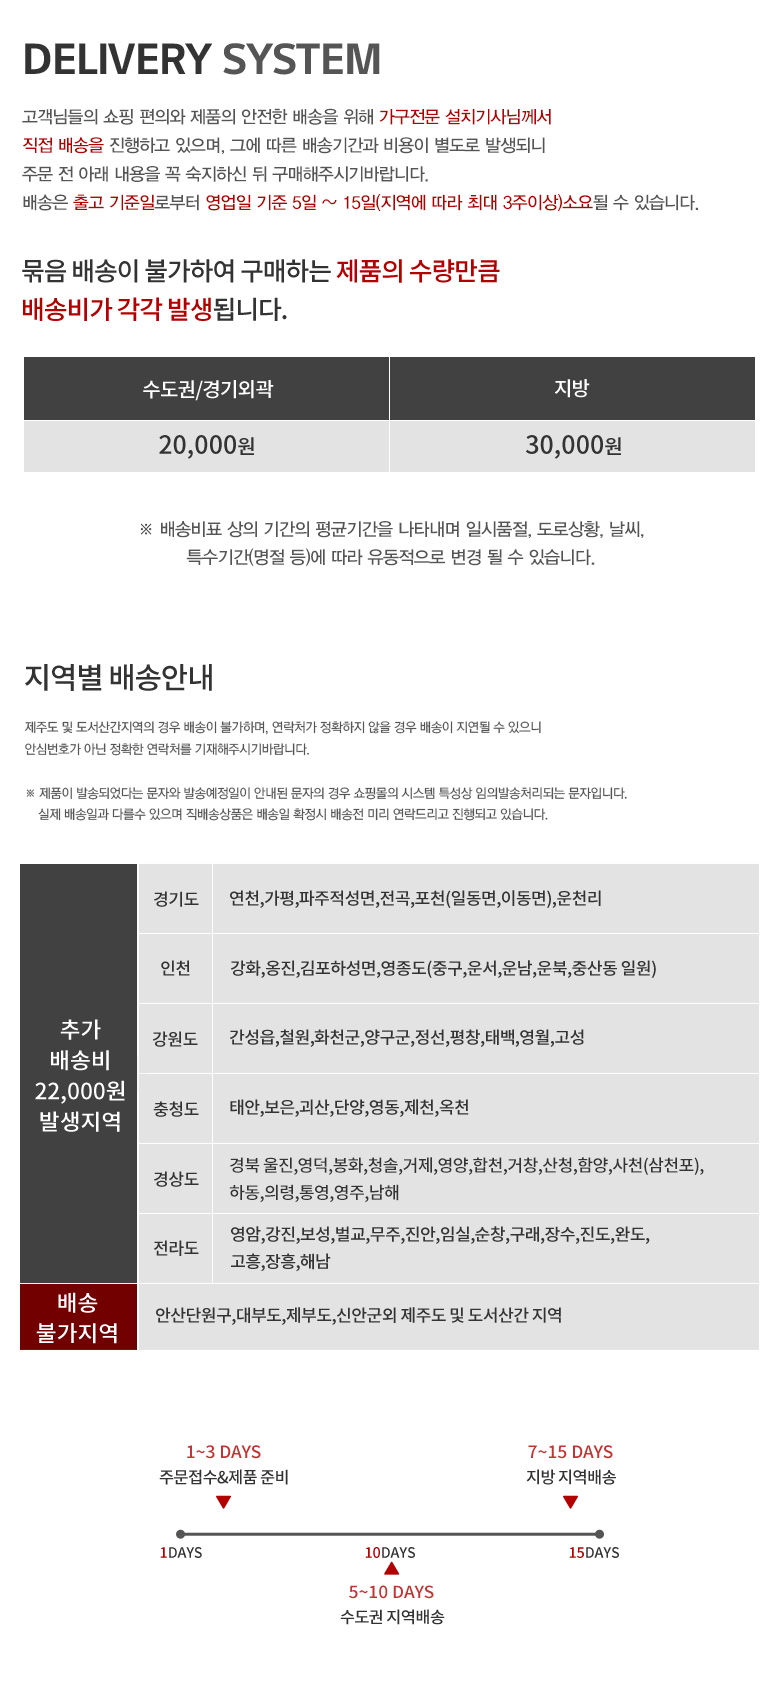 DELIVERY SYSTEM
고객님들의 쇼핑 편의와 제품의 안전한 배송을 위해 가구전문 설치기사님께서
직접 배송을 진행하고 있으며, 그에 따른 배송기간과 비용이 별도로 발생되니
주문 전 아래 내용을 꼭 숙지하신 뒤 구매해주시기바랍니다.
배송은 출고 기준일로부터 영업일 기준 5일 ~ 15일(지역에 따라 최대 3주이상)소요될 수 있습니다.
묶음 배송이 불가하여 구매하는 제품의 수량만큼
배송비가 각각 발생됩니다.
수도권/경기외곽 지방
20,000원 30,000원
※ 배송비표 상의 기간의 평균기간을 나타내며 일시품절, 도로상황, 날씨,
특수기간(명절 등)에 따라 유동적으로 변경 될 수 있습니다.
지역별 배송안내
제주도 및 도서산간지역의 경우 배송이 불가하며, 연락처가 정확하지 않을 경우 배송이 지연될 수 있으니
안심번호가 아닌 정확한 연락처를 기재해주시기바랍니다.
※ 제품이 발송되었다는 문자와 발송예정일이 안내된 문자의 경우 쇼핑몰의 시스템 특성상 임의발송처리되는 문자입니다.
실제 배송일과 다를수 있으며 직배송상품은 배송일 확정시 배송전 미리 연락드리고 진행되고 있습니다.
추가
배송비
22,000원
발생지역
경기도 연천,가평,파주적성면,전곡,포천(일동면,이동면),운천리
인천 강화,옹진,김포하성면,영종도(중구,운서,운남,운북,중산동 일원)
강원도 간성읍,철원,화천군,양구군,정선,평창,태백,영월,고성
충청도 태안,보은,괴산,단양,영동,제천,옥천
경상도 경북 울진,영덕,봉화,청솔,거제,영양,합천,거창,산청,함양,사천(삼천포),
하동,의령,통영,영주,남해
전라도 영암,강진,보성,벌교,무주,진안,임실,순창,구래,장수,진도,완도,
고흥,장흥,해남
배송
불가지역
안산단원구,대부도,제부도,신안군외 제주도 및 도서산간 지역
1~3 DAYS 7~15 DAYS
주문접수&제품 준비 지방 지역배송
1DAYS 10DAYS 15DAYS
5~10 DAYS
수도권 지역배송